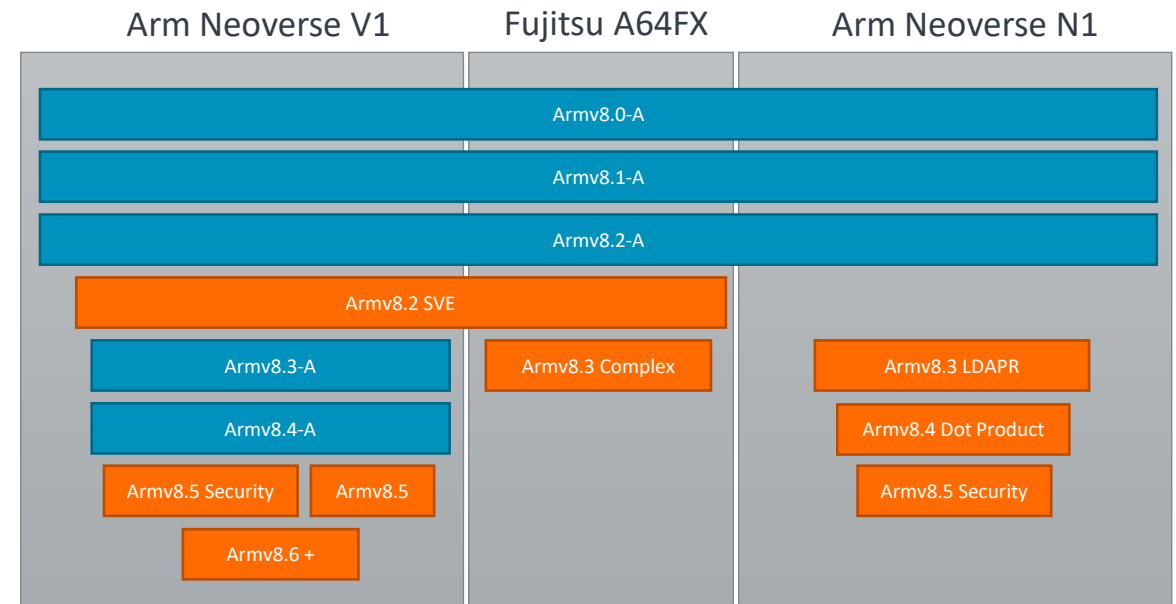 Arm Neoverse V1
Fujitsu A64FX
Arm Neoverse N1
Armv8.0-A
Armv8.1-A
Armv8.2-A
Armv8.2 SVE
Armv8.3-A
Armv8.3 Complex
Armv8.3 LDAPR
Armv8.4-A
Armv8.4 Dot Product
Armv8.5 Security
Armv8.5
Armv8.5 Security
Armv8.6 +